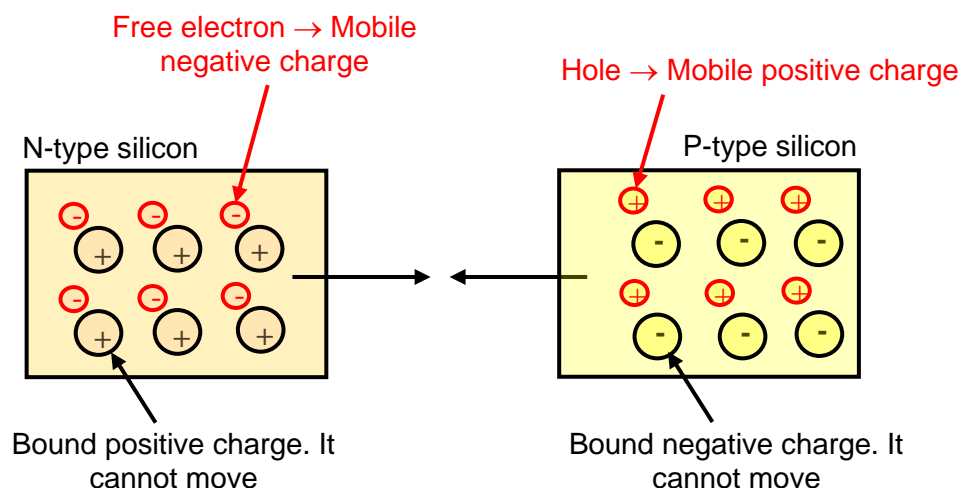 Free electron → Mobile
negative charge
Hole → Mobile positive charge
N-type silicon
P-type silicon
- - -
+ + +
+ + +
- - -
- - -
+ + +
+ + +
- - -
Bound positive charge. It
cannot move
Bound negative charge. It
cannot move